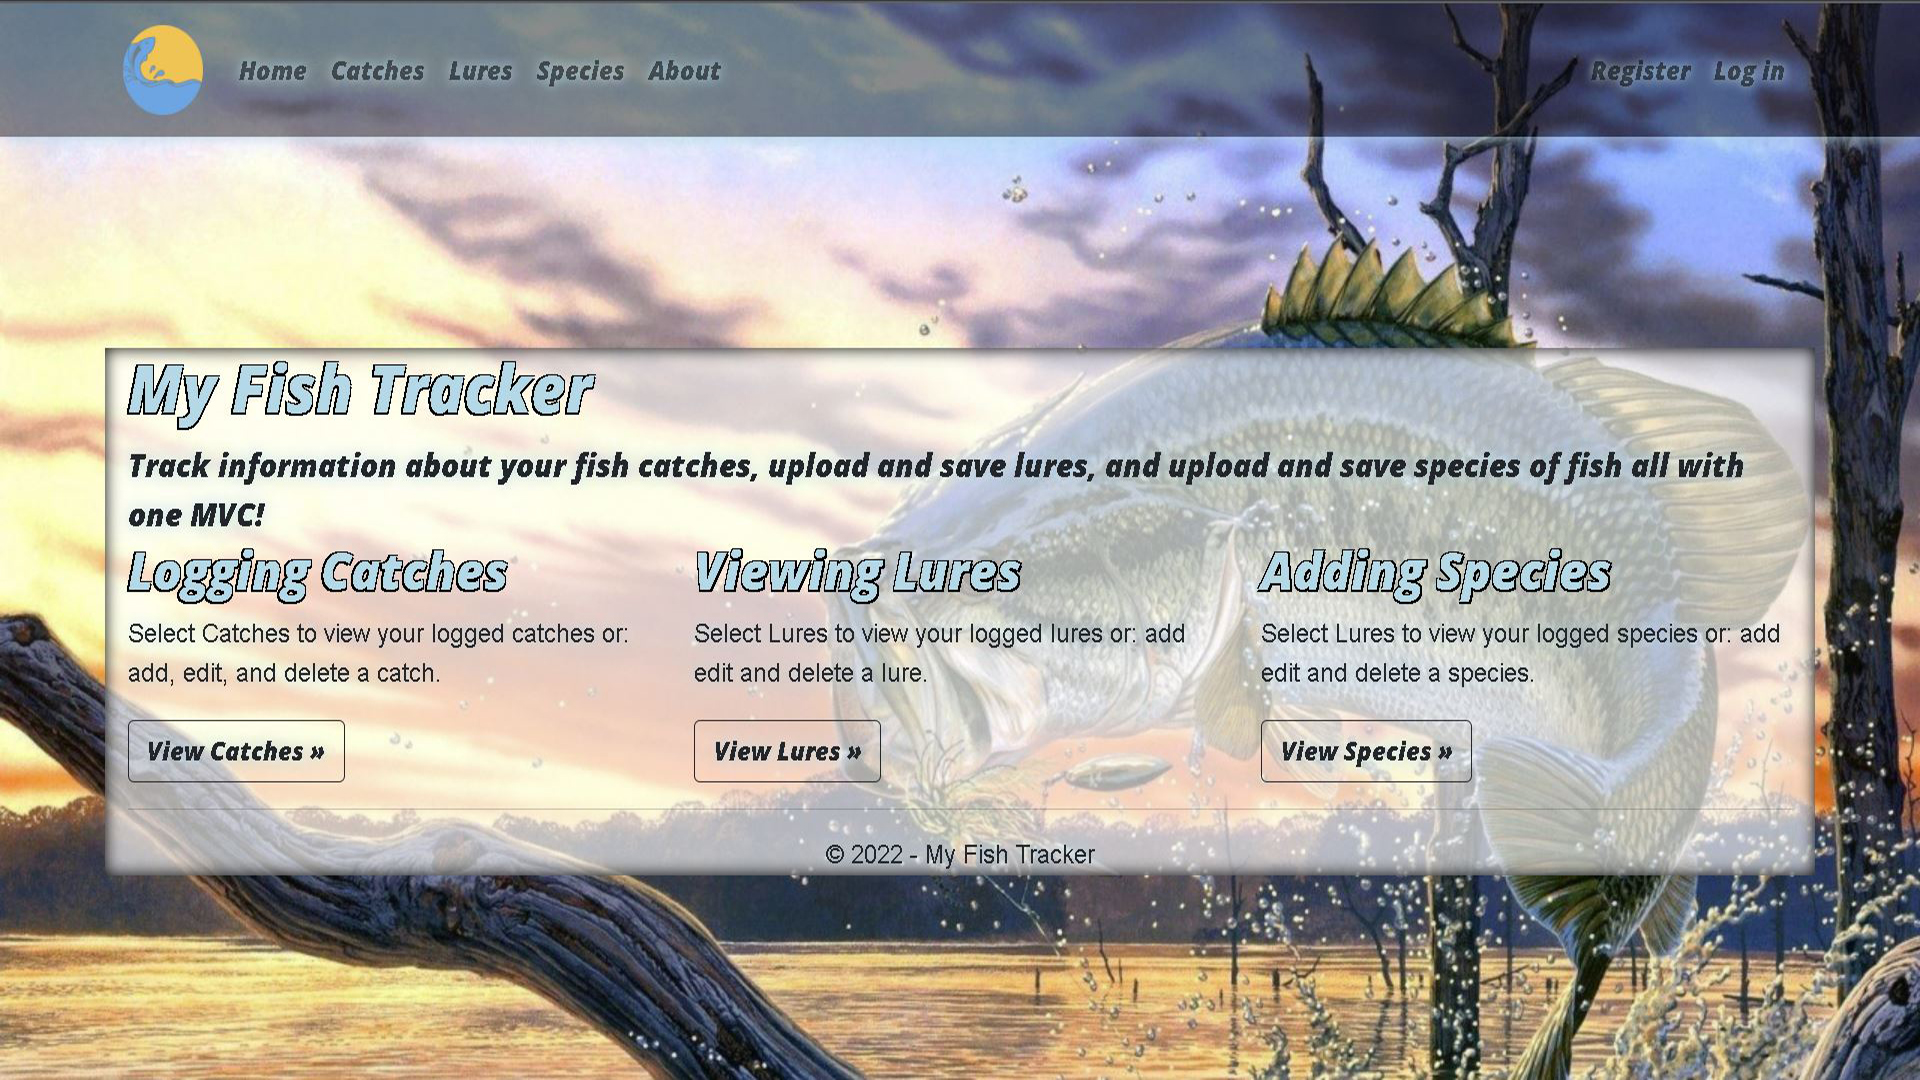 Home Catches Lures Species About Register Log in
My Fish Tracker
Track information about your fish catches, upload and save lures, and upload and save species of fish all with
one MVC!
Logging Catches
Select Catches to view your logged catches or:
add, edit, and delete a catch.
View Catches »
Viewing Lures
Select Lures to view your logged lures or: add
edit and delete a lure.
View Lures »
Adding Species
Select Lures to view your logged species or: add
edit and delete a species.
View Species »
© 2022 - My Fish Tracker